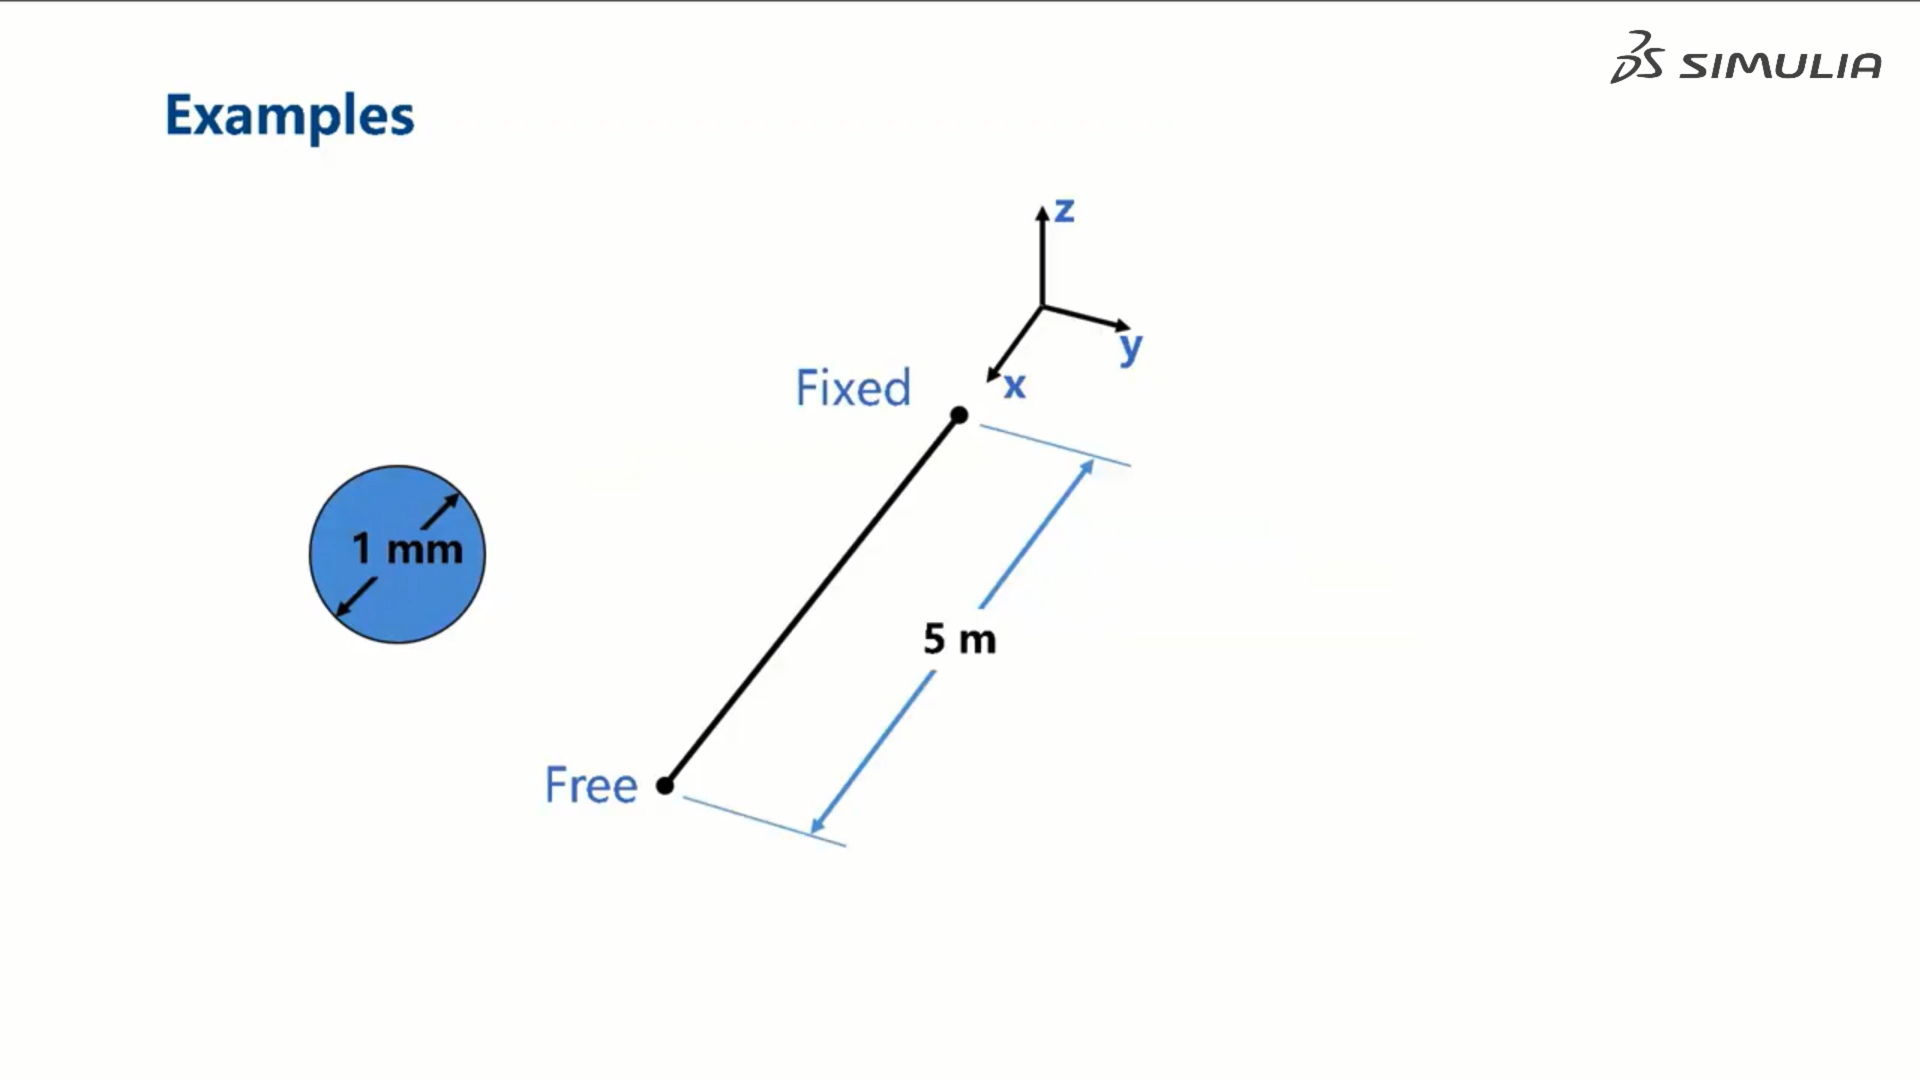 SIMULIA
Examples
z
y
x
Fixed
1 mm
5 m
Free